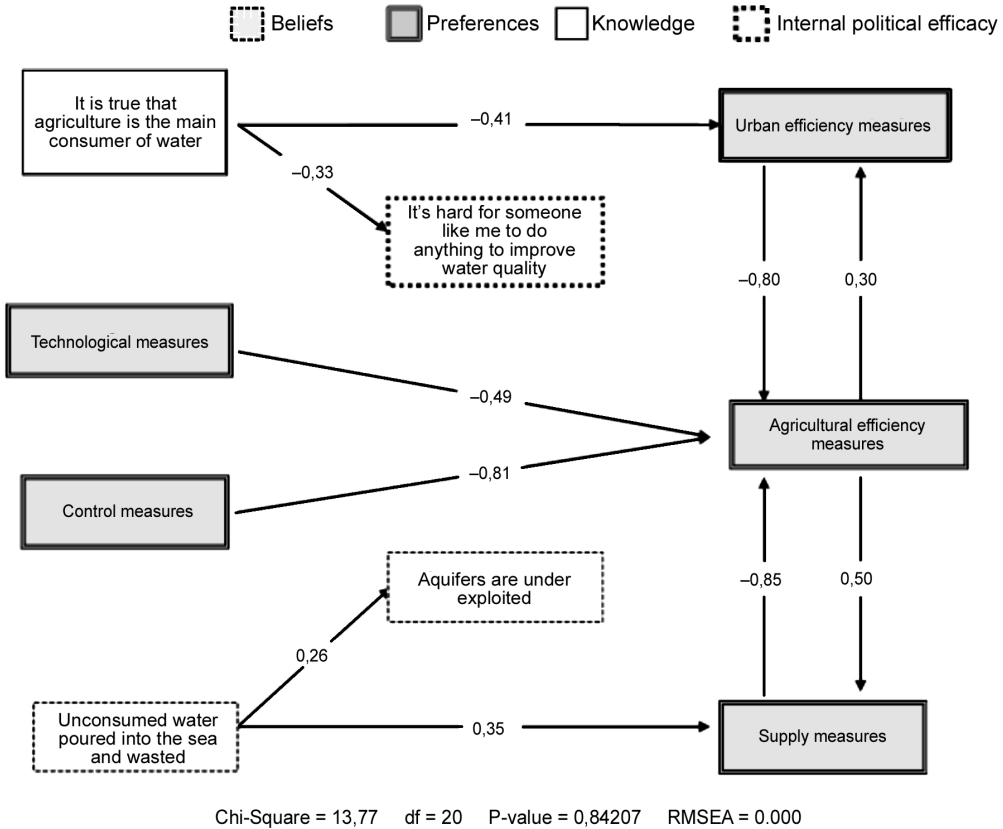 Beliefs Preferences Knowledge Internal political efficacy
It is true that
agriculture is the main
consumer of water
–0,41
Urban efficiency measures
–0,33
It's hard for someone
like me to do
anything to improve
water quality
–0,80 0,30
Technological measures
–0,49
Agricultural efficiency
measures
–0,81
Control measures
Aquifers are under
exploited
–0,85 0,50
0,26
Unconsumed water
poured into the sea
and wasted
0,35
Supply measures
Chi-Square = 13,77 df = 20 P-value = 0,84207 RMSEA = 0.000